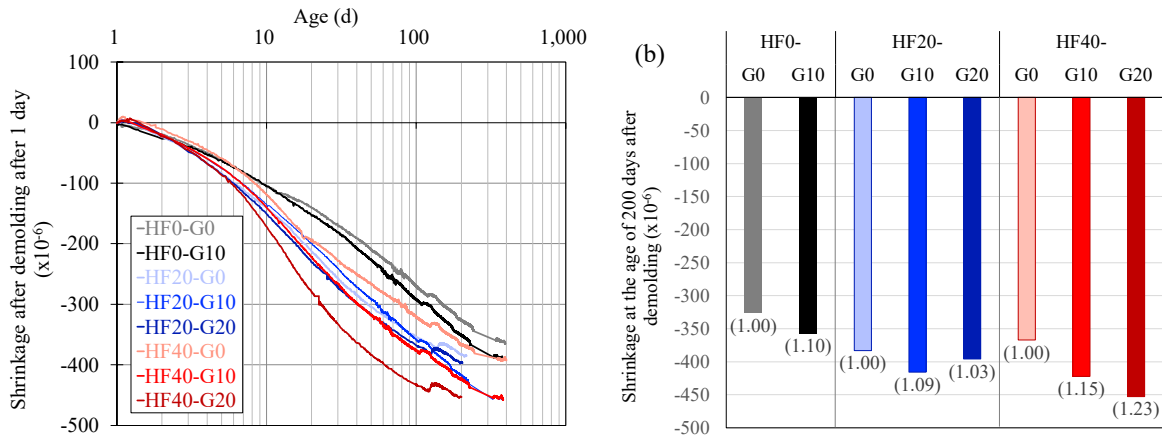 Age (d)
1
10
100
1,000
100
0
-100
-200
-300
-400
-500
Shrinkage after demolding after 1 day
(x10⁻⁶)
HF0-G0
HF0-G10
HF20-G0
HF20-G10
HF20-G20
HF40-G0
HF40-G10
HF40-G20
(b)
HF0-
HF20-
HF40-
G0
G10
G0
G10
G20
G0
G10
G20
0
-50
-100
-150
-200
-250
-300
-350
-400
-450
-500
Shrinkage at the age of 200 days after
demolding (x10⁻⁶)
(1.00)
(1.10)
(1.00)
(1.09)
(1.03)
(1.00)
(1.15)
(1.23)